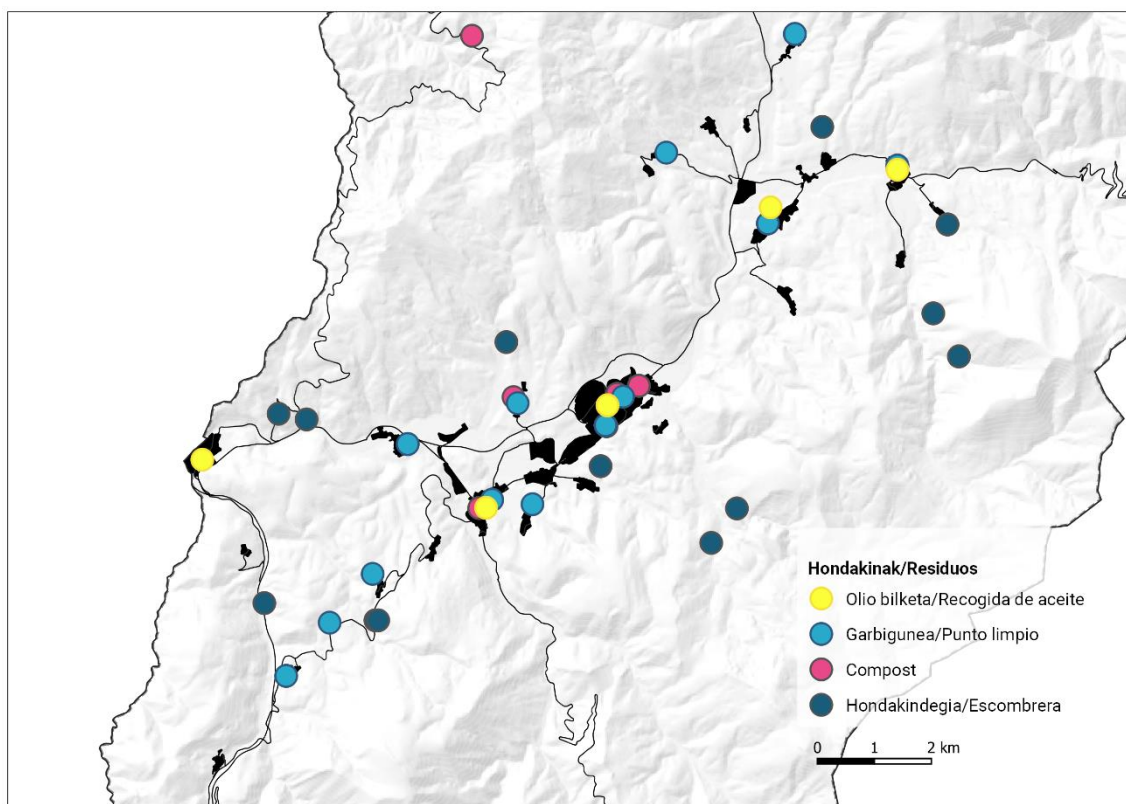 Hondakinak/Residuos
Olio bilketa/Recogida de aceite
Garbigunea/Punto limpio
Compost
Hondakindegia/Escombrera
0 1 2 km